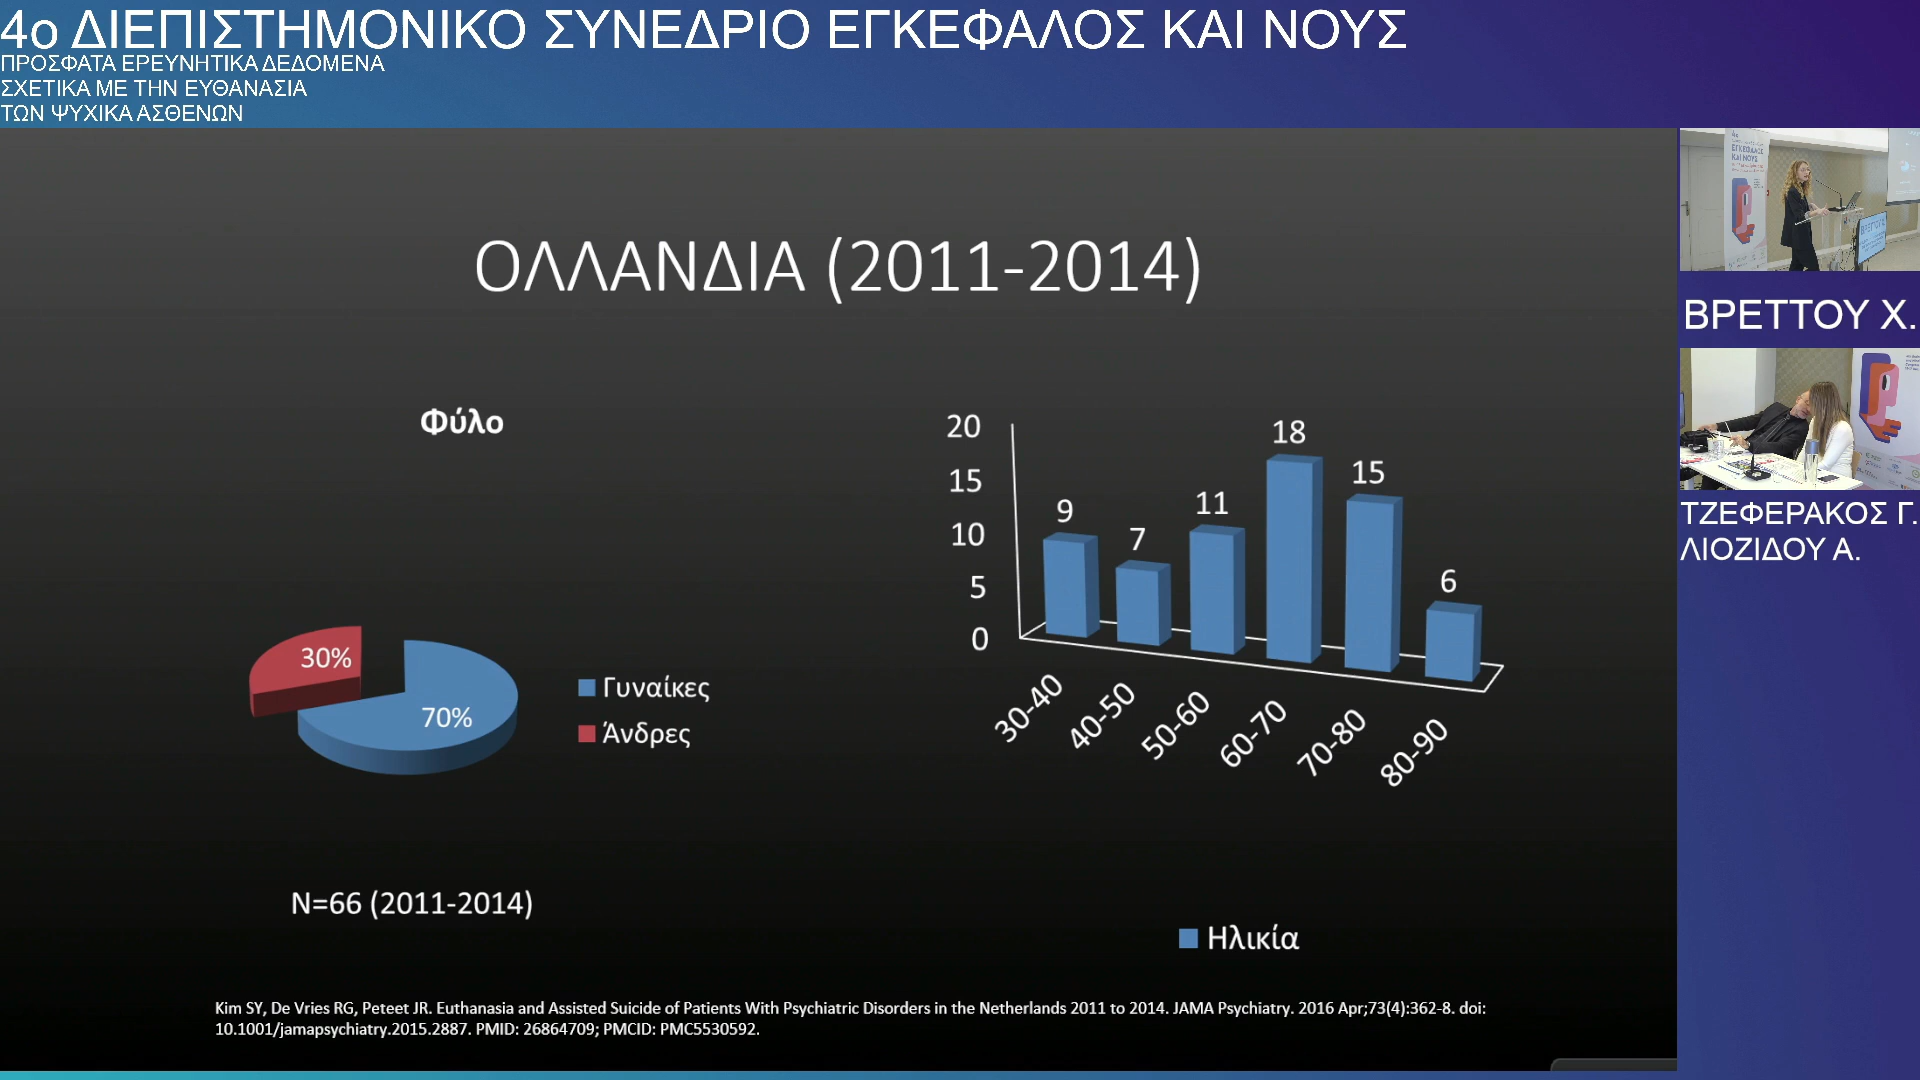 4ο ΔΙΕΠΙΣΤΗΜΟΝΙΚΟ ΣΥΝΕΔΡΙΟ ΕΓΚΕΦΑΛΟΣ ΚΑΙ ΝΟΥΣ
ΠΡΟΣΦΑΤΑ ΕΡΕΥΝΗΤΙΚΑ ΔΕΔΟΜΕΝΑ
ΣΧΕΤΙΚΑ ΜΕ ΤΗΝ ΕΥΘΑΝΑΣΙΑ
ΤΩΝ ΨΥΧΙΚΑ ΑΣΘΕΝΩΝ
ΟΛΛΑΝΔΙΑ (2011-2014)
Φύλο
30%
70%
Γυναίκες
Άνδρες
N=66 (2011-2014)
20
15
10
5
0
9
7
11
18
15
6
30-40
40-50
50-60
60-70
70-80
80-90
Ηλικία
Kim SY, De Vries RG, Peteet JR. Euthanasia and Assisted Suicide of Patients With Psychiatric Disorders in the Netherlands 2011 to 2014. JAMA Psychiatry. 2016 Apr;73(4):362-8. doi:
10.1001/jamapsychiatry.2015.2887. PMID: 26864709; PMCID: PMC5530592.
ΕΓΚΕΦΑΛΟΣ
ΚΑΙ ΝΟΥΣ
ΒΡΕΤΤΟΥ Χ.
ΤΖΕΦΕΡΑΚΟΣ Γ.
ΛΙΟΖΙΔΟΥ Α.